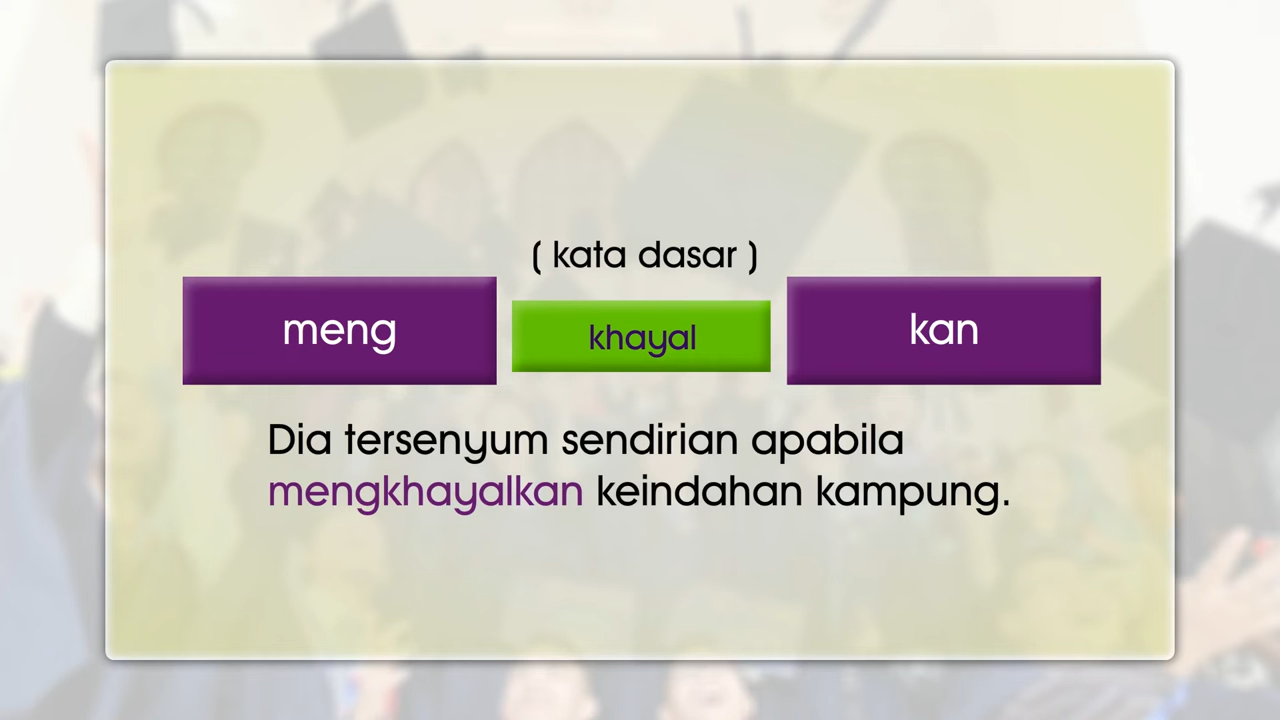 ( kata dasar )
meng khayal kan
Dia tersenyum sendirian apabila
mengkhayalkan keindahan kampung.